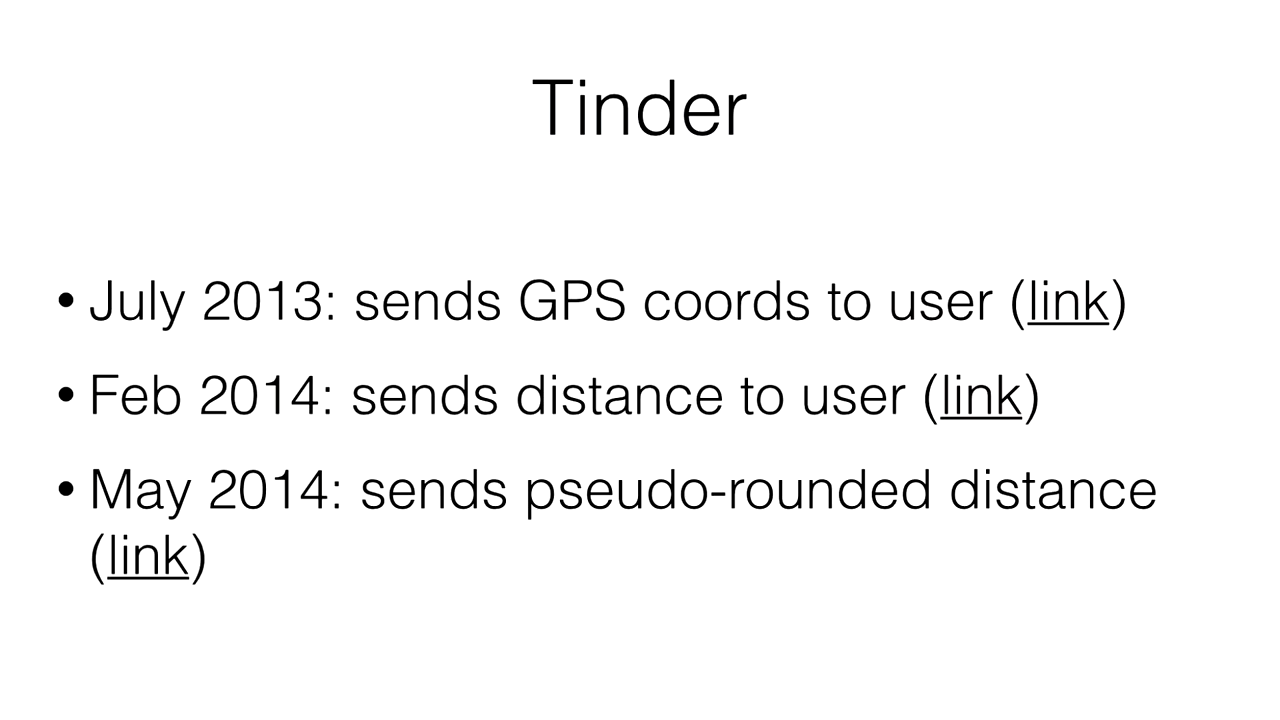 Tinder
• July 2013: sends GPS coords to user (link)
• Feb 2014: sends distance to user (link)
• May 2014: sends pseudo-rounded distance
(link)